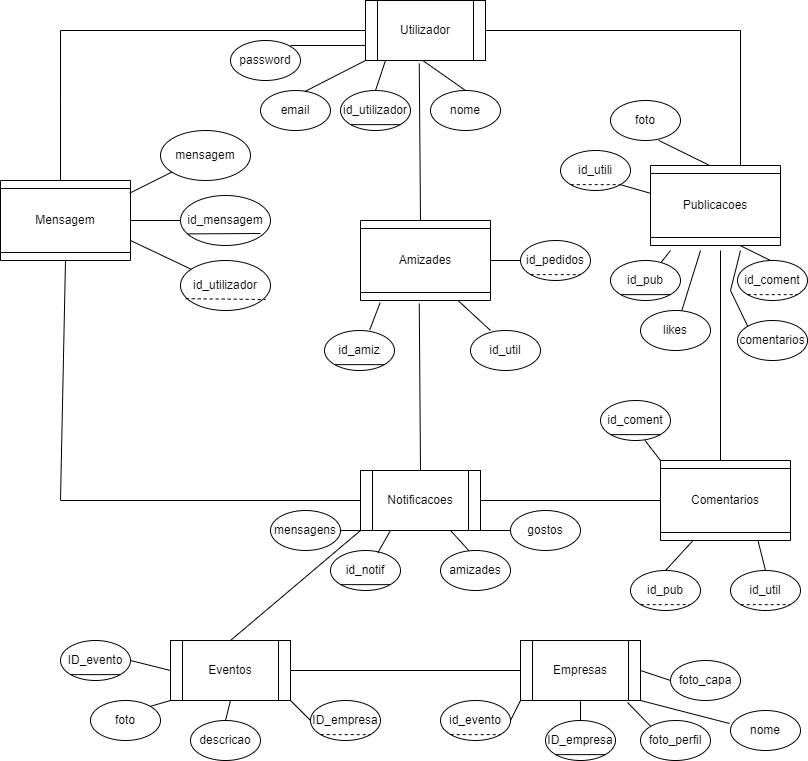 Utilizador
password
email
id_utilizador
nome
foto
mensagem
id_utili
Mensagem
id_mensagem
Publicacoes
id_utilizador
Amizades
id_pedidos
id_pub
id_coment
likes
comentarios
id_amiz
id_util
id_coment
Notificacoes
Comentarios
mensagens
gostos
id_notif
amizades
id_pub
id_util
ID_evento
Eventos
Empresas
foto_capa
foto
descricao
ID_empresa
id_evento
ID_empresa
foto_perfil
nome